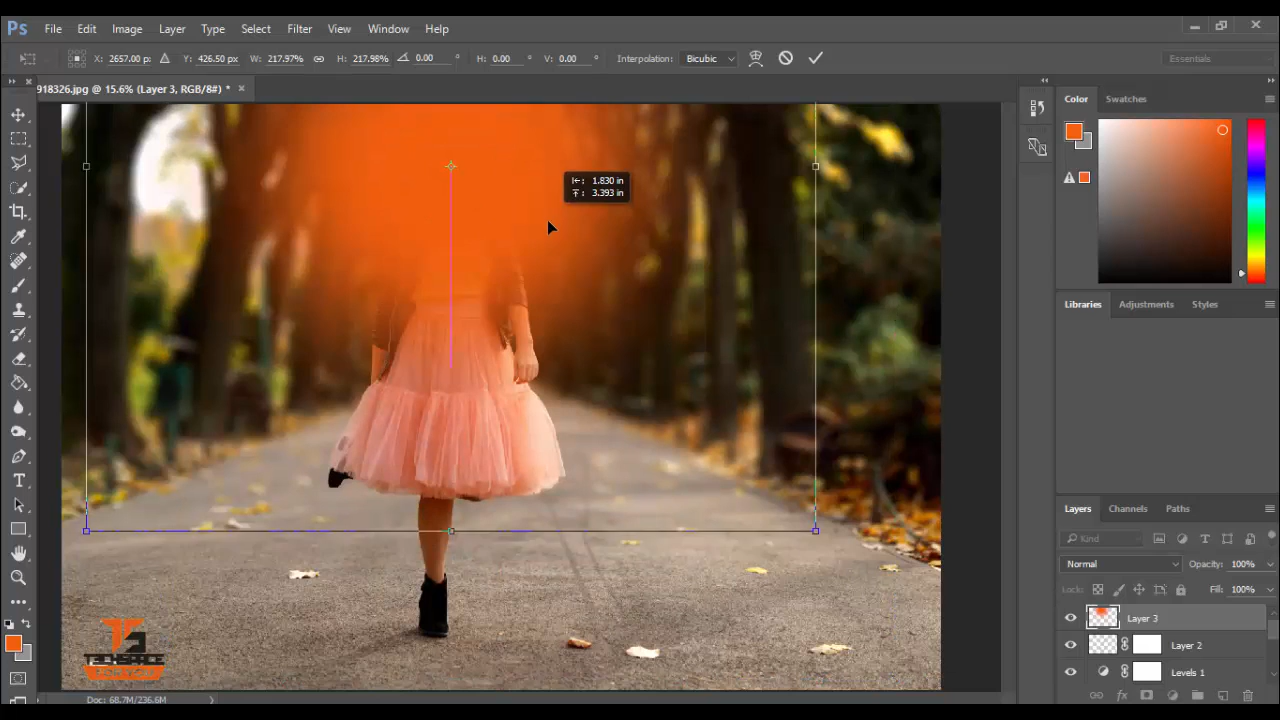 Ps File Edit Image Layer Type Select Filter View Window Help
X: 2657.00 px Y: 426.50 px W: 217.97% H: 217.98% 0.00 ° H: 0.00 ° V: 0.00 ° Interpolation: Bicubic Essentials
918326.jpg @ 15.6% (Layer 3, RGB/8#) * ×
Color Swatches
1.830 in
3.393 in
Libraries Adjustments Styles
Layers Channels Paths
Kind
Normal Opacity: 100%
Lock: Fill: 100%
Layer 3
Layer 2
Levels 1
fx
Doc: 68.7M/236.6M